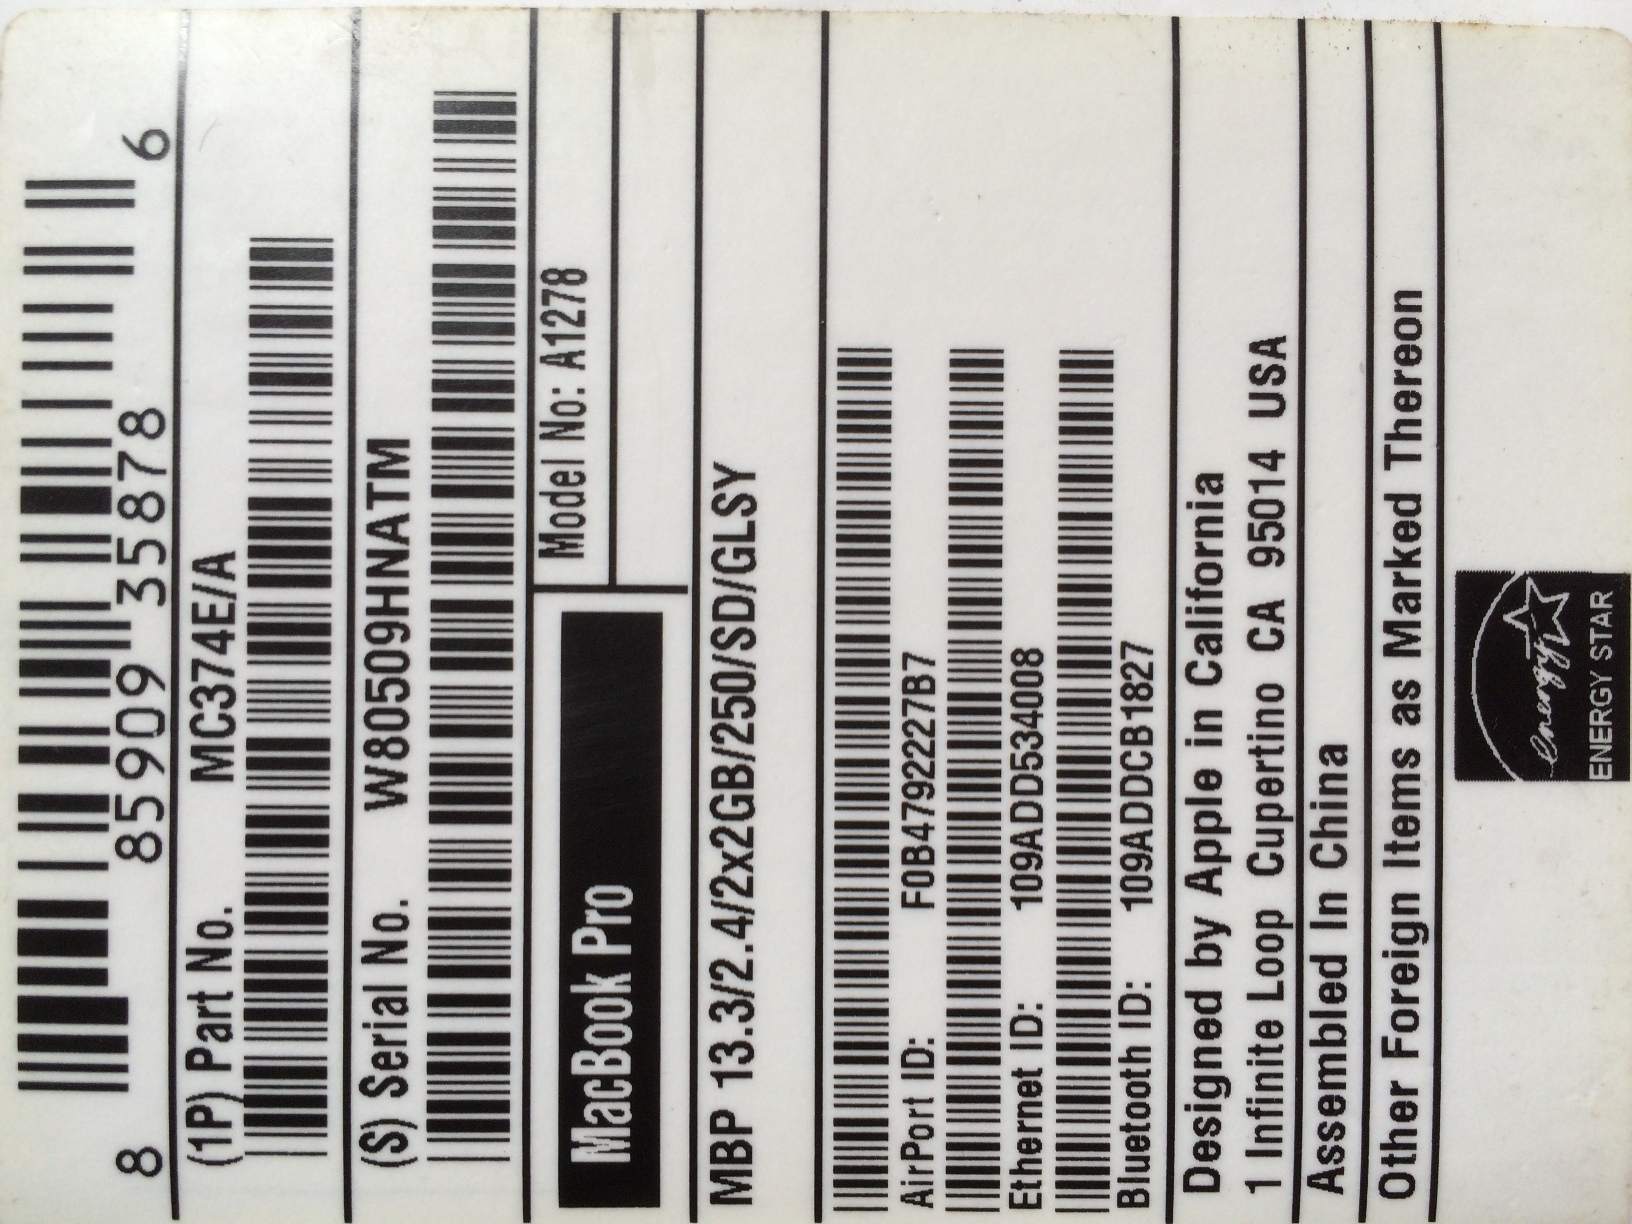 8 85909 35878 6
(1P) Part No. MC374E/A
(S) Serial No. W80509HNATM
MacBook Pro
Model No: A1278
MBP 13.3/2.4/2x2GB/250/SD/GLSY
AirPort ID: F0B4792227B7
Ethernet ID: 109ADD534008
Bluetooth ID: 109ADDCB1827
Designed by Apple in California
1 Infinite Loop Cupertino CA 95014 USA
Assembled In China
Other Foreign Items as Marked Thereon
energy
ENERGY STAR